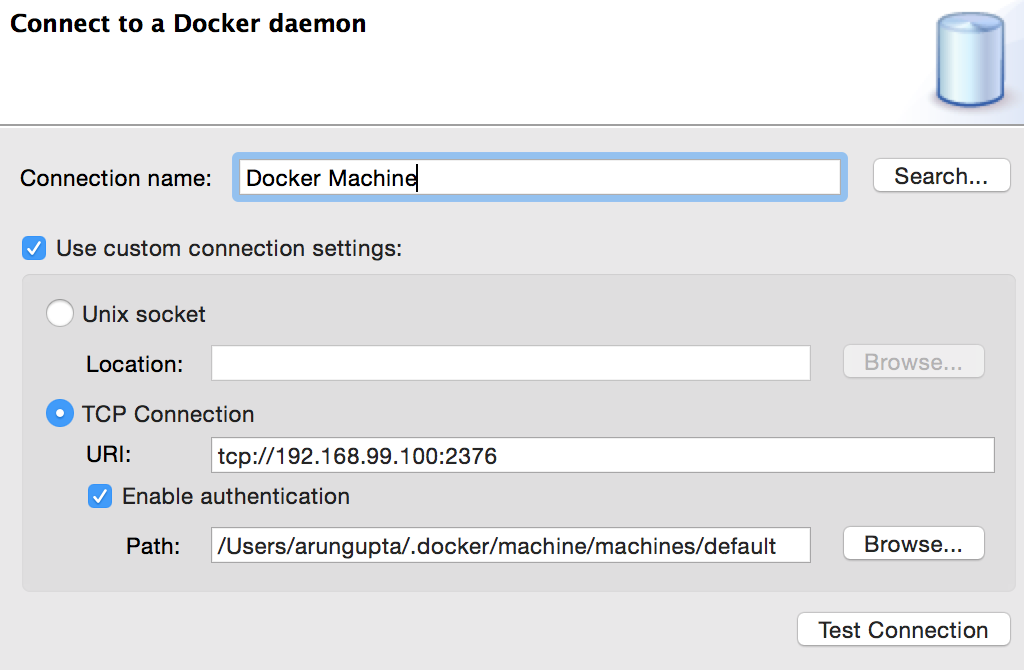 Connect to a Docker daemon
Connection name: Docker Machine Search...
Use custom connection settings:
Unix socket
Location: Browse...
TCP Connection
URI: tcp://192.168.99.100:2376
Enable authentication
Path: /Users/arungupta/.docker/machine/machines/default Browse...
Test Connection